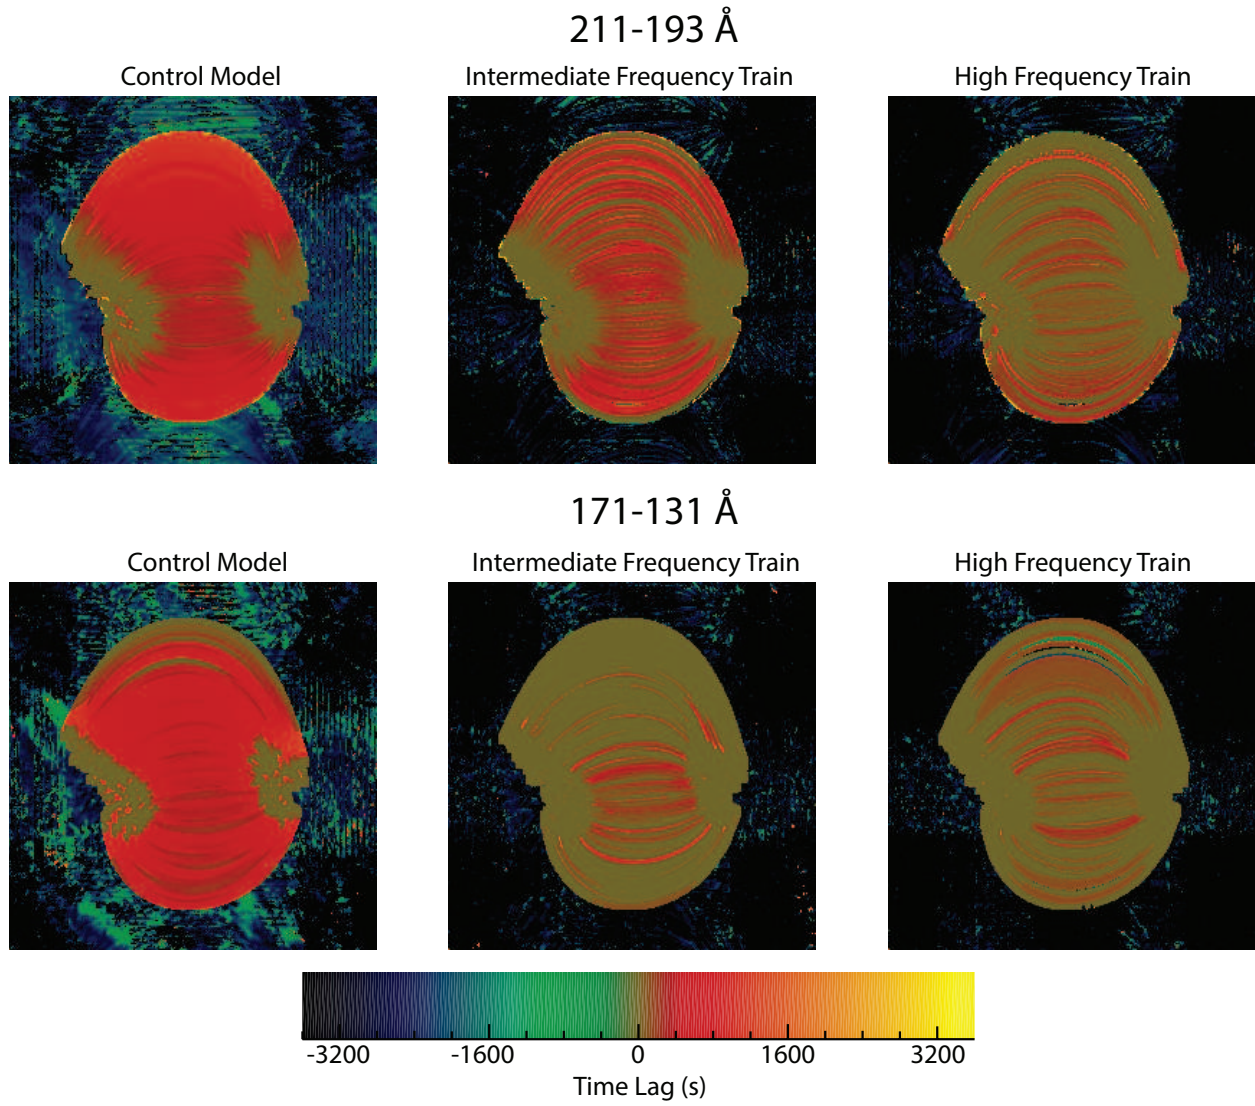 211-193 Å
Control Model
Intermediate Frequency Train
High Frequency Train
171-131 Å
Control Model
Intermediate Frequency Train
High Frequency Train
-3200 -1600 0 1600 3200
Time Lag (s)